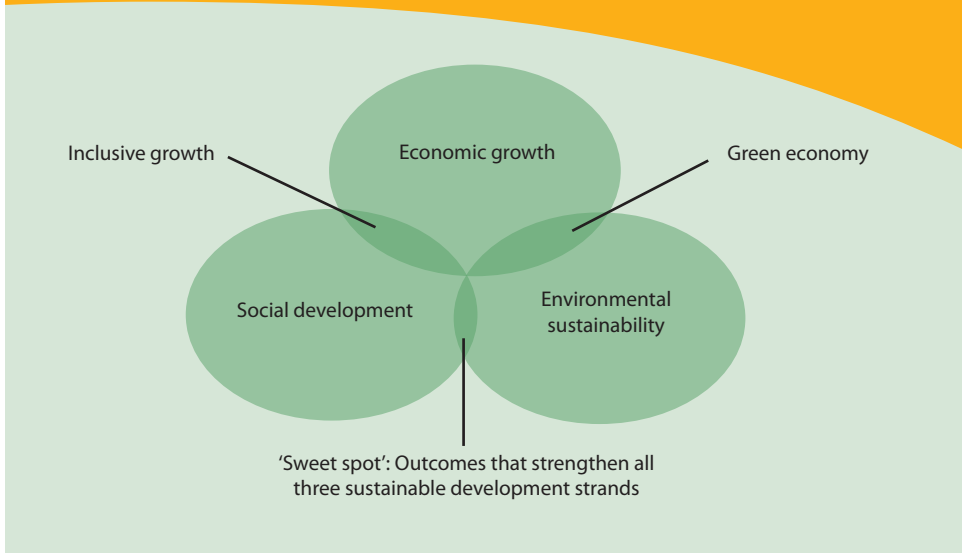 Inclusive growth
Economic growth
Green economy
Social development
Environmental
sustainability
‘Sweet spot’: Outcomes that strengthen all
three sustainable development strands